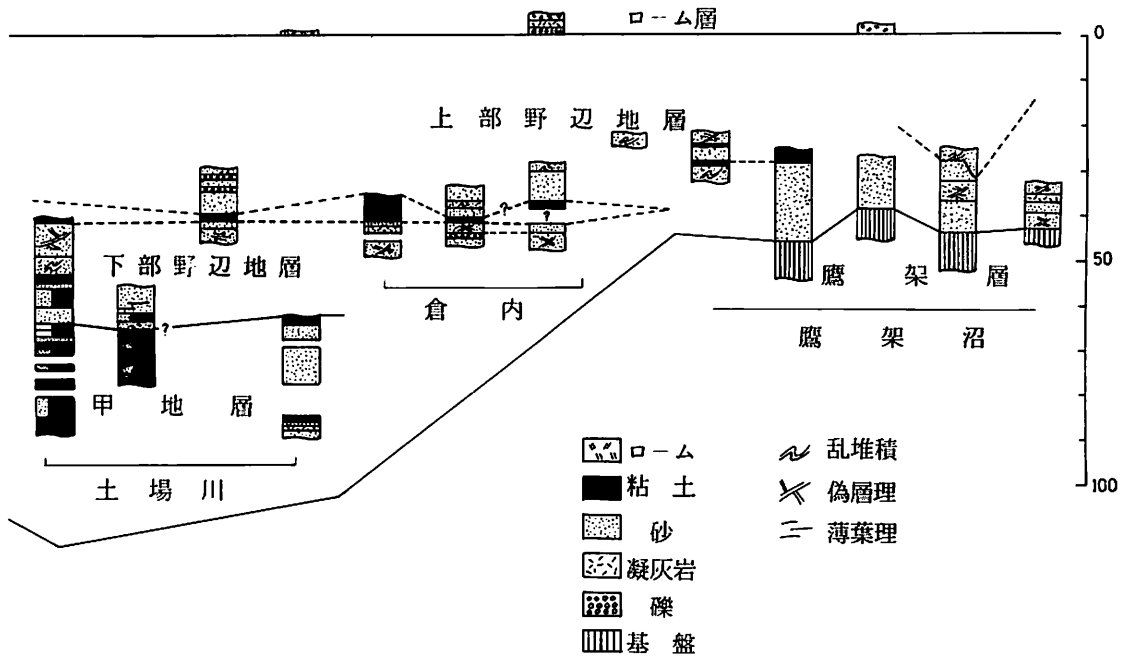 ローム層
0
上部野辺地層
?
?
下部野辺地層
50
?
倉内
鷹架層
鷹架沼
甲地層
土場川
100
ローム
粘土
砂
凝灰岩
礫
基盤
乱堆積
偽層理
薄葉理